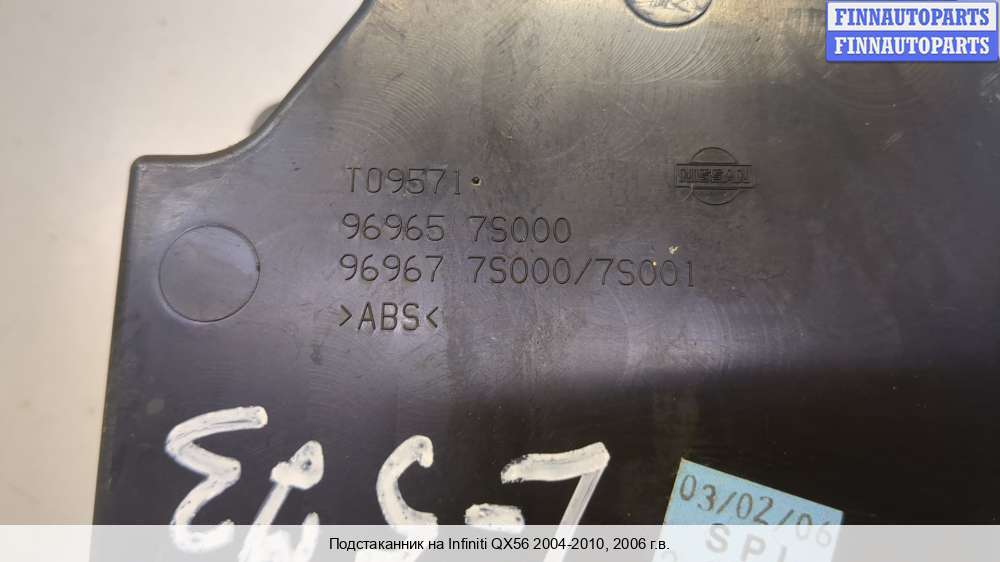 FINNAUTOPARTS
FINNAUTOPARTS
T09571
NISSAN
96965 7S000
96967 7S000/7S001
>ABS<
03/02/06
Подстаканник на Infiniti QX56 2004-2010, 2006 г.в.